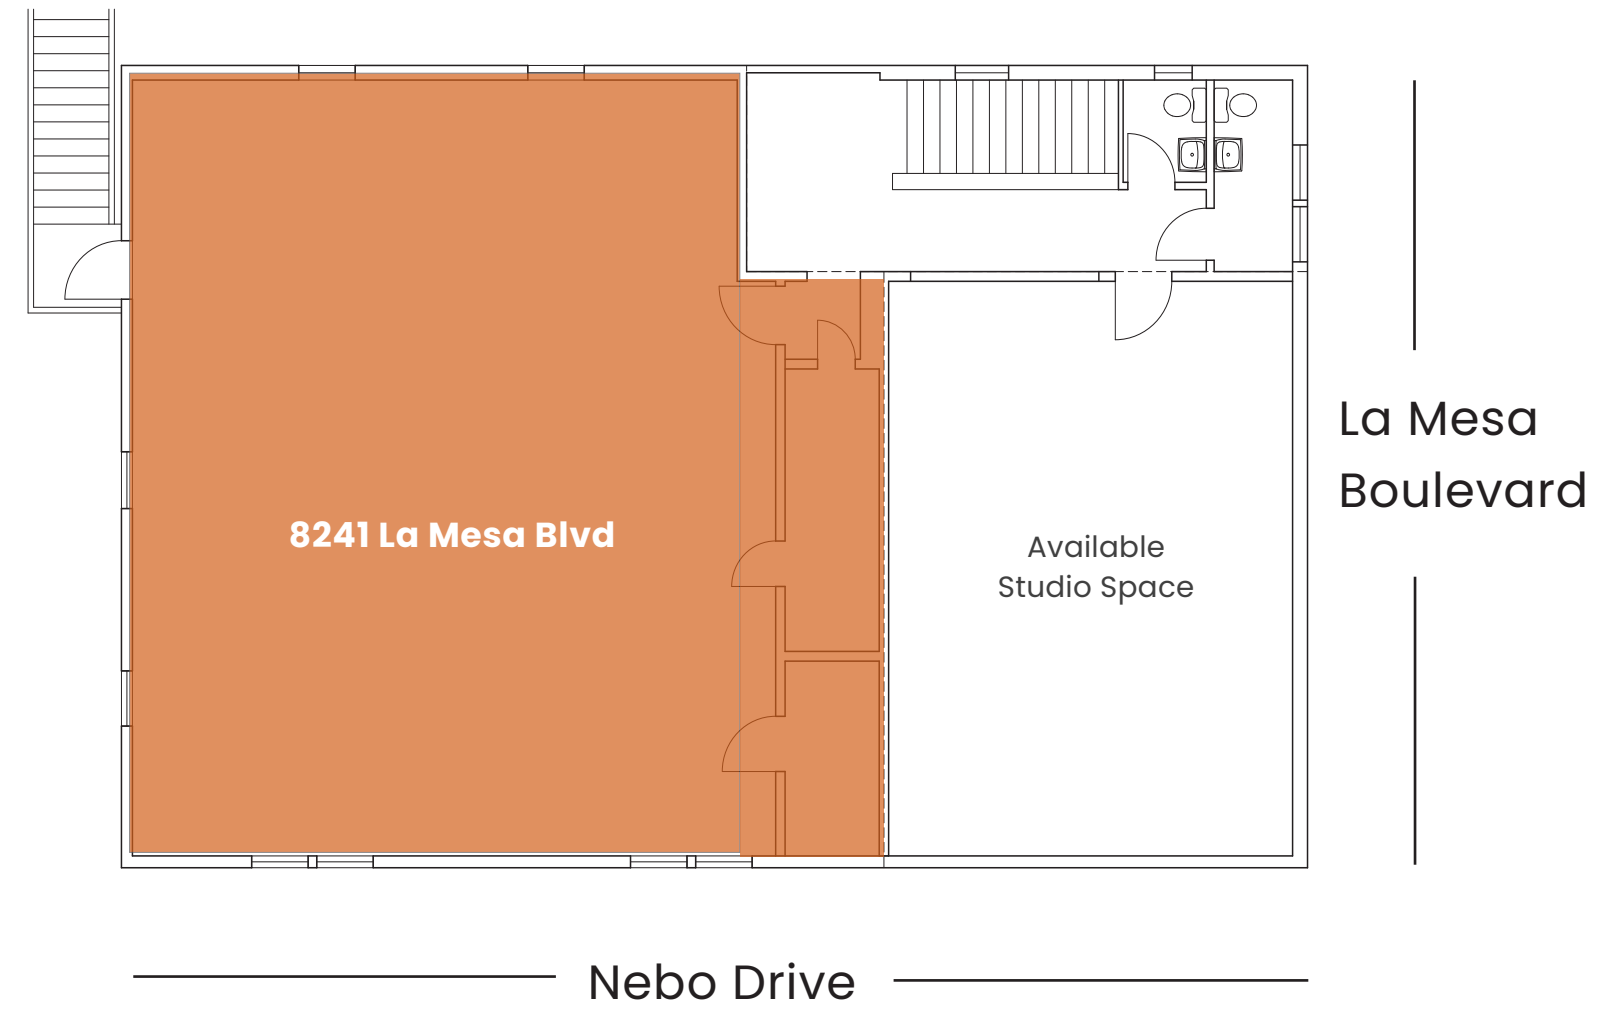 La Mesa
Boulevard
8241 La Mesa Blvd
Available
Studio Space
Nebo Drive